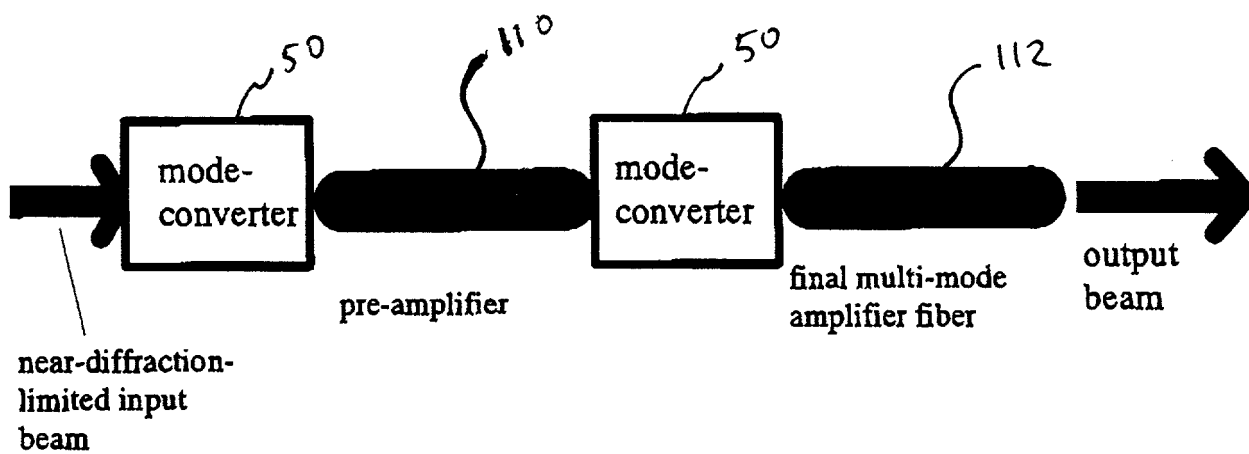 50
110
50
112
mode-
converter
mode-
converter
pre-amplifier
final multi-mode
amplifier fiber
output
beam
near-diffraction-
limited input
beam